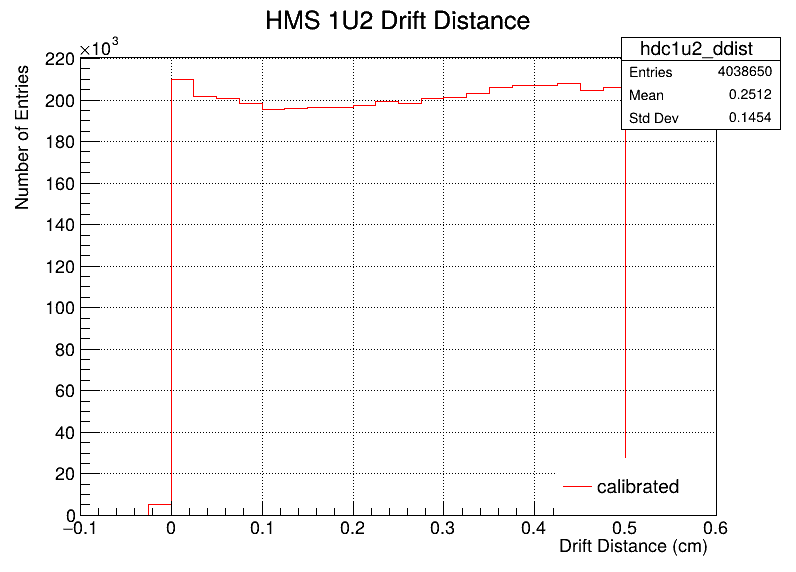 HMS 1U2 Drift Distance
×10³
hdc1u2_ddist
Entries 4038650
Mean 0.2512
Std Dev 0.1454
Number of Entries
220
200
180
160
140
120
100
80
60
40
20
0
calibrated
−0.1 0 0.1 0.2 0.3 0.4 0.5 0.6
Drift Distance (cm)